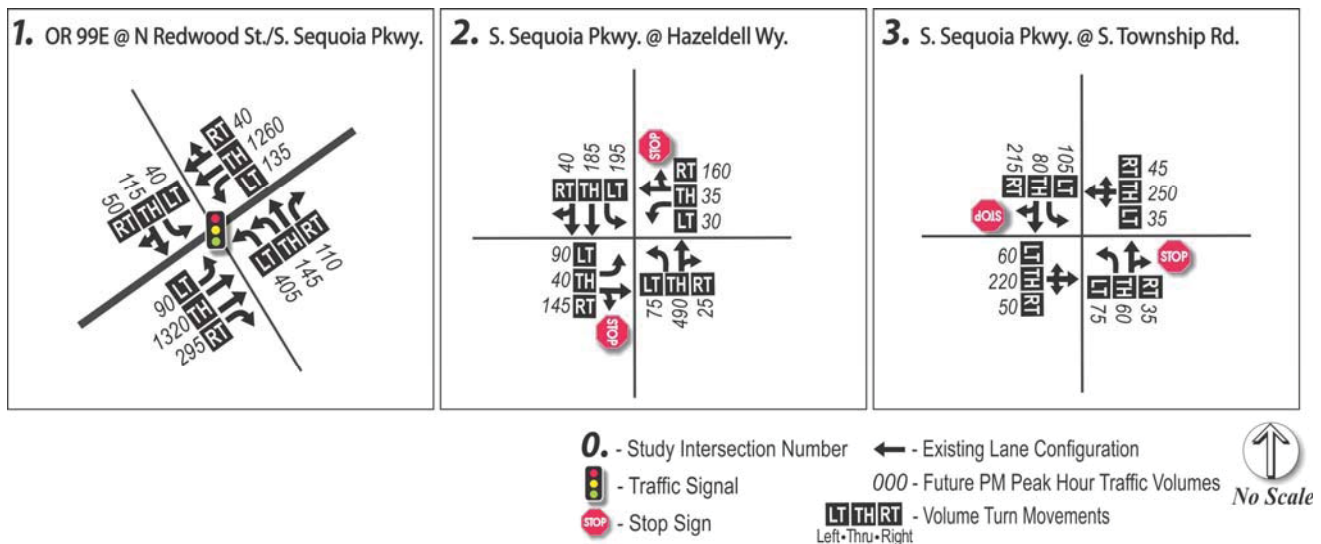 1. OR 99E @ N Redwood St./S. Sequoia Pkwy.
RT TH LT
40 1260 135
50 115 40
RT TH LT
LT TH RT
405 145 110
90 LT
1320 TH
295 RT
2. S. Sequoia Pkwy. @ Hazeldell Wy.
40 185 195
RT TH LT
STOP
RT 160
TH 35
LT 30
90 LT
40 TH
145 RT
STOP
LT TH RT
75 490 25
3. S. Sequoia Pkwy. @ S. Township Rd.
215 80 105
RT TH LT
STOP
RT 45
TH 250
LT 35
60 LT
220 TH
50 RT
STOP
LT TH RT
75 60 35
0. - Study Intersection Number
- Traffic Signal
STOP - Stop Sign
- Existing Lane Configuration
000 - Future PM Peak Hour Traffic Volumes
LT TH RT - Volume Turn Movements
Left•Thru•Right
No Scale